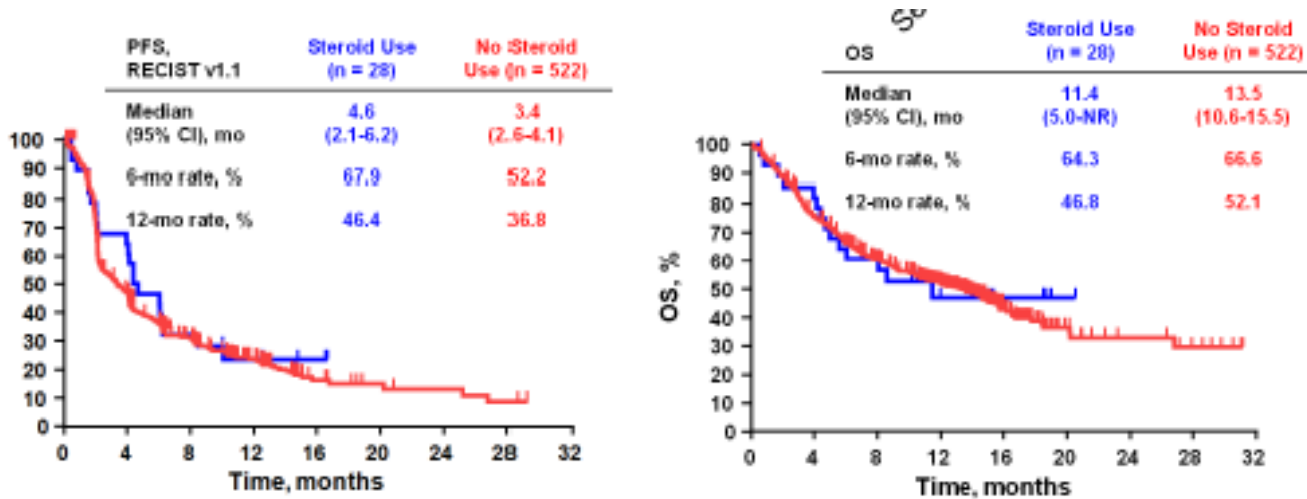 PFS, RECIST v1.1
Steroid Use (n = 28)
No Steroid Use (n = 522)
Median (95% CI), mo
4.6 (2.1-6.2)
3.4 (2.6-4.1)
6-mo rate, % 67.9 52.2
12-mo rate, % 46.4 36.8
100
90
80
70
60
50
40
30
20
10
0
0 4 8 12 16 20 24 28 32
Time, months
OS
Steroid Use (n = 28)
No Steroid Use (n = 522)
Median (95% CI), mo
11.4 (5.0-NR)
13.5 (10.6-15.5)
6-mo rate, % 64.3 66.6
12-mo rate, % 46.8 52.1
OS, %
100
90
80
70
60
50
40
30
20
10
0
0 4 8 12 16 20 24 28 32
Time, months